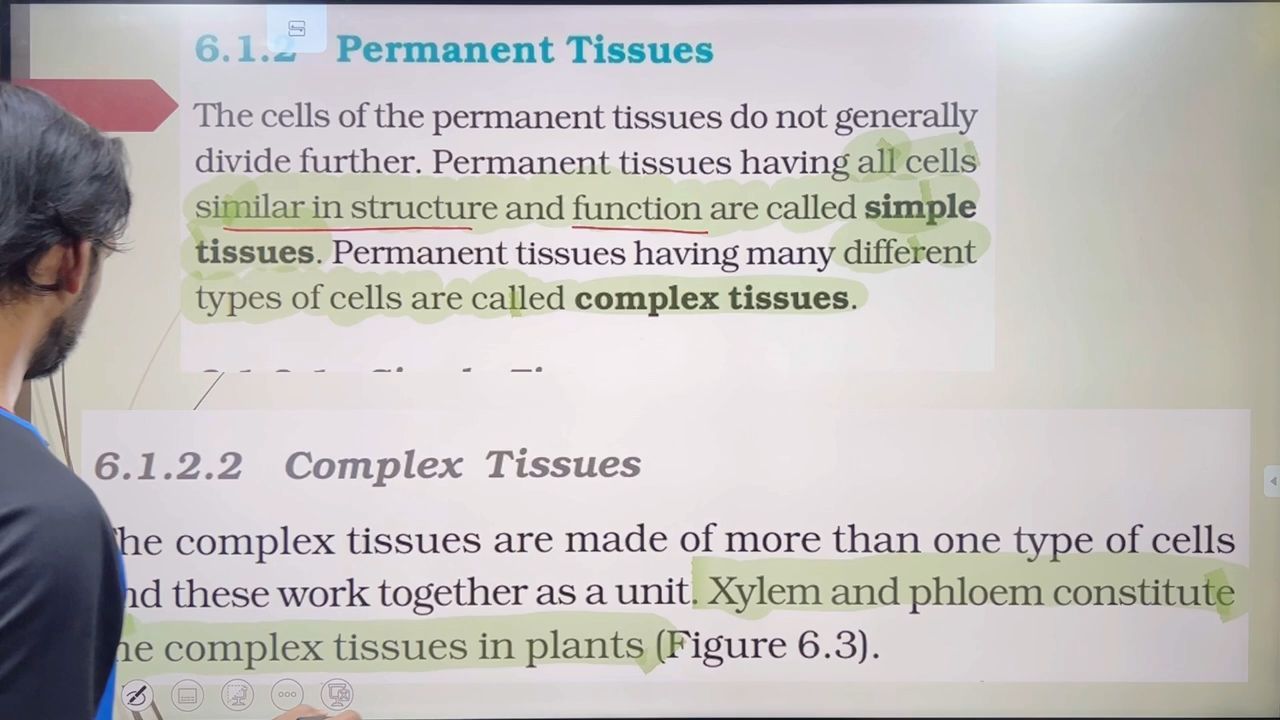 6.1.2 Permanent Tissues
The cells of the permanent tissues do not generally
divide further. Permanent tissues having all cells
similar in structure and function are called simple
tissues. Permanent tissues having many different
types of cells are called complex tissues.
6.1.2.2 Complex Tissues
he complex tissues are made of more than one type of cells
nd these work together as a unit. Xylem and phloem constitute
he complex tissues in plants (Figure 6.3).